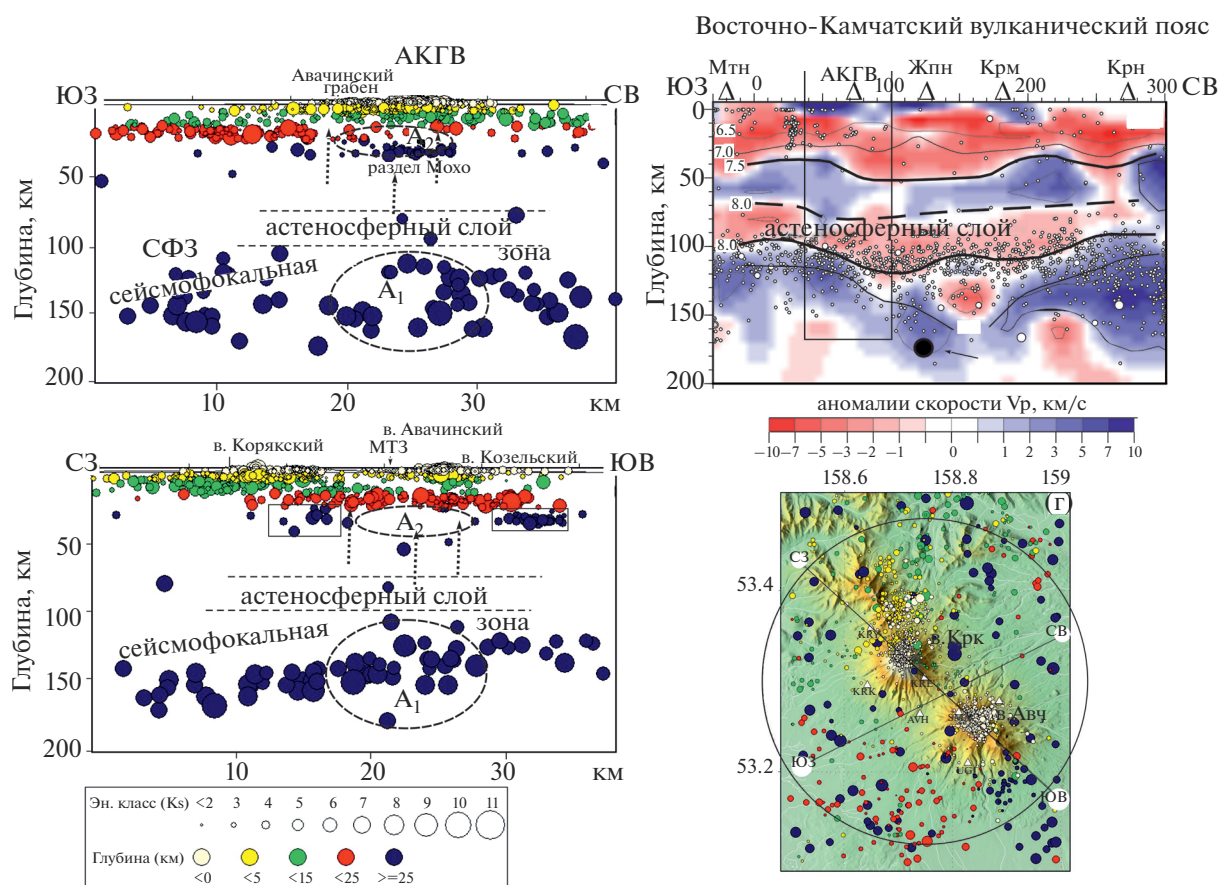 АКГВ
Авачинский
грабен
ЮЗ
СВ
A2
раздел Мохо
50
астеносферный слой
100
СФЗ
сейсмофокальная
зона
A1
150
200
Глубина, км
10
20
30
км
Восточно-Камчатский вулканический пояс
Мтн
АКГВ
Жпн
Крм
Крн
ЮЗ
0
100
200
300
СВ
0
6.5
7.0
7.5
50
8.0
астеносферный слой
100
8.0
150
200
Глубина, км
аномалии скорости Vp, км/с
−10
−7
−5
−3
−2
−1
0
1
2
3
5
7
10
в. Авачинский
в. Корякский
МТЗ
в. Козельский
СЗ
ЮВ
A2
50
астеносферный слой
100
сейсмофокальная
зона
A1
150
200
Глубина, км
10
20
30
км
Эн. класс (Ks)
<2
3
4
5
6
7
8
9
10
11
Глубина (км)
<0
<5
<15
<25
>=25
158.6
158.8
159
г
СЗ
53.4
СВ
в.Крк
KRK
AVH
в.Авч
ЮЗ
53.2
ЮВ